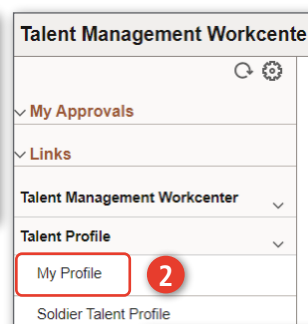 Talent Management Workcente
My Approvals
Links
Talent Management Workcenter
Talent Profile
My Profile
2
Soldier Talent Profile